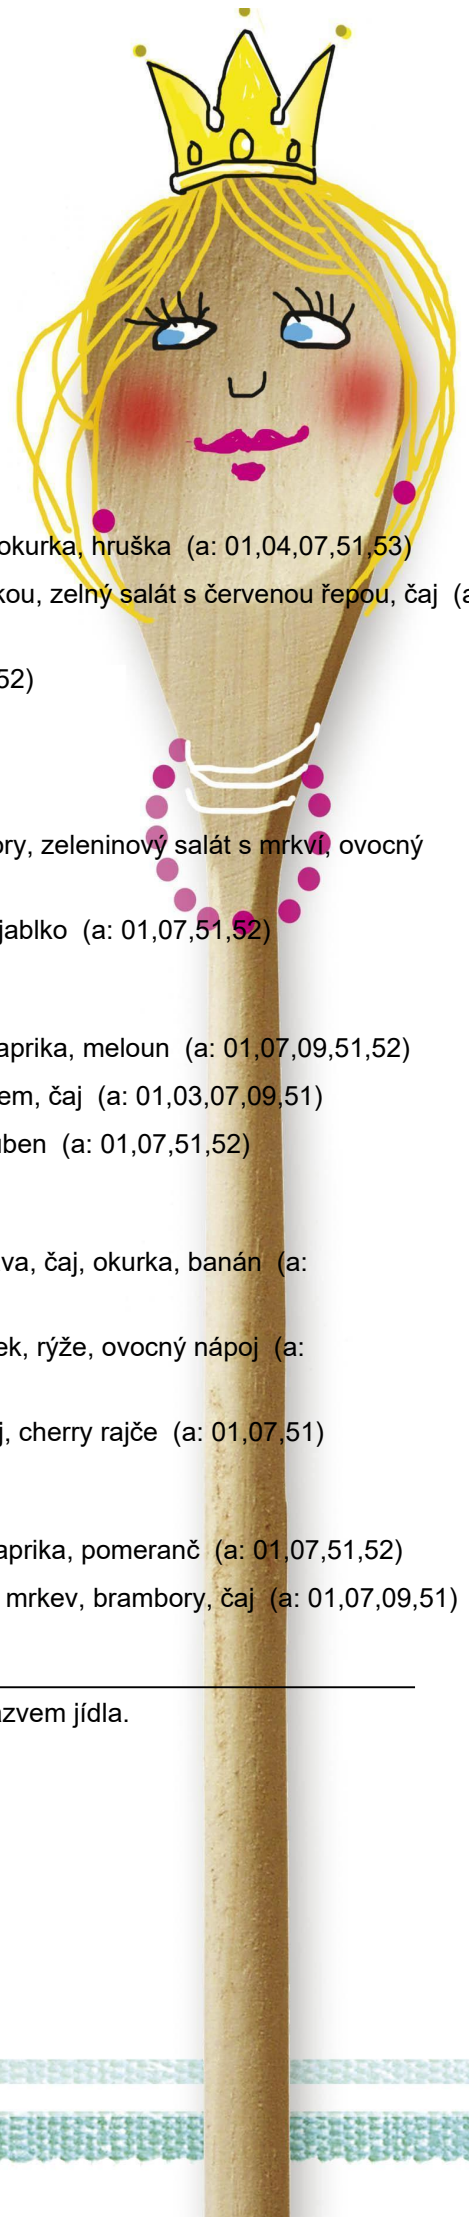 okurka, hruška (a: 01,04,07,51,53)
kou, zelný salát s červenou řepou, čaj (a
52)
ory, zeleninový salát s mrkví, ovocný
jablko (a: 01,07,51,52)
aprika, meloun (a: 01,07,09,51,52)
em, čaj (a: 01,03,07,09,51)
uben (a: 01,07,51,52)
va, čaj, okurka, banán (a:
ek, rýže, ovocný nápoj (a:
j, cherry rajče (a: 01,07,51)
aprika, pomeranč (a: 01,07,51,52)
mrkev, brambory, čaj (a: 01,07,09,51)
azvem jídla.